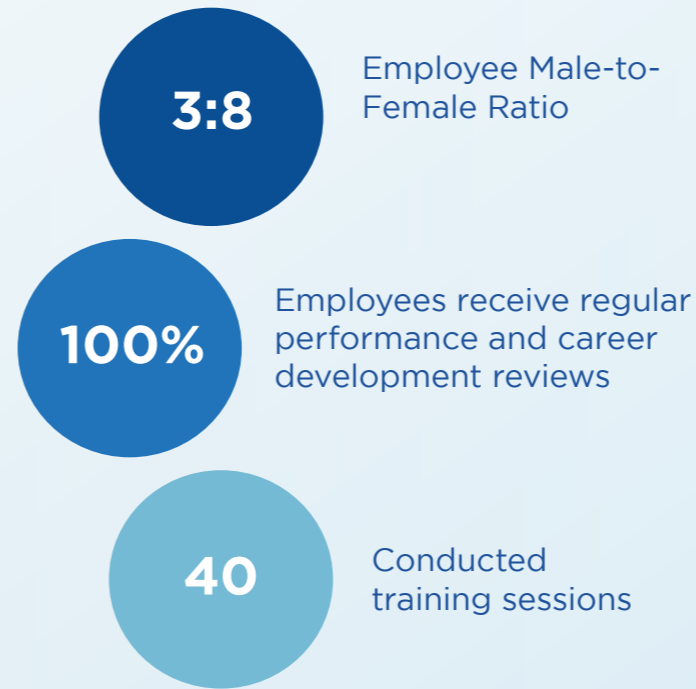 3:8
Employee Male-to-
Female Ratio
100%
Employees receive regular
performance and career
development reviews
40
Conducted
training sessions